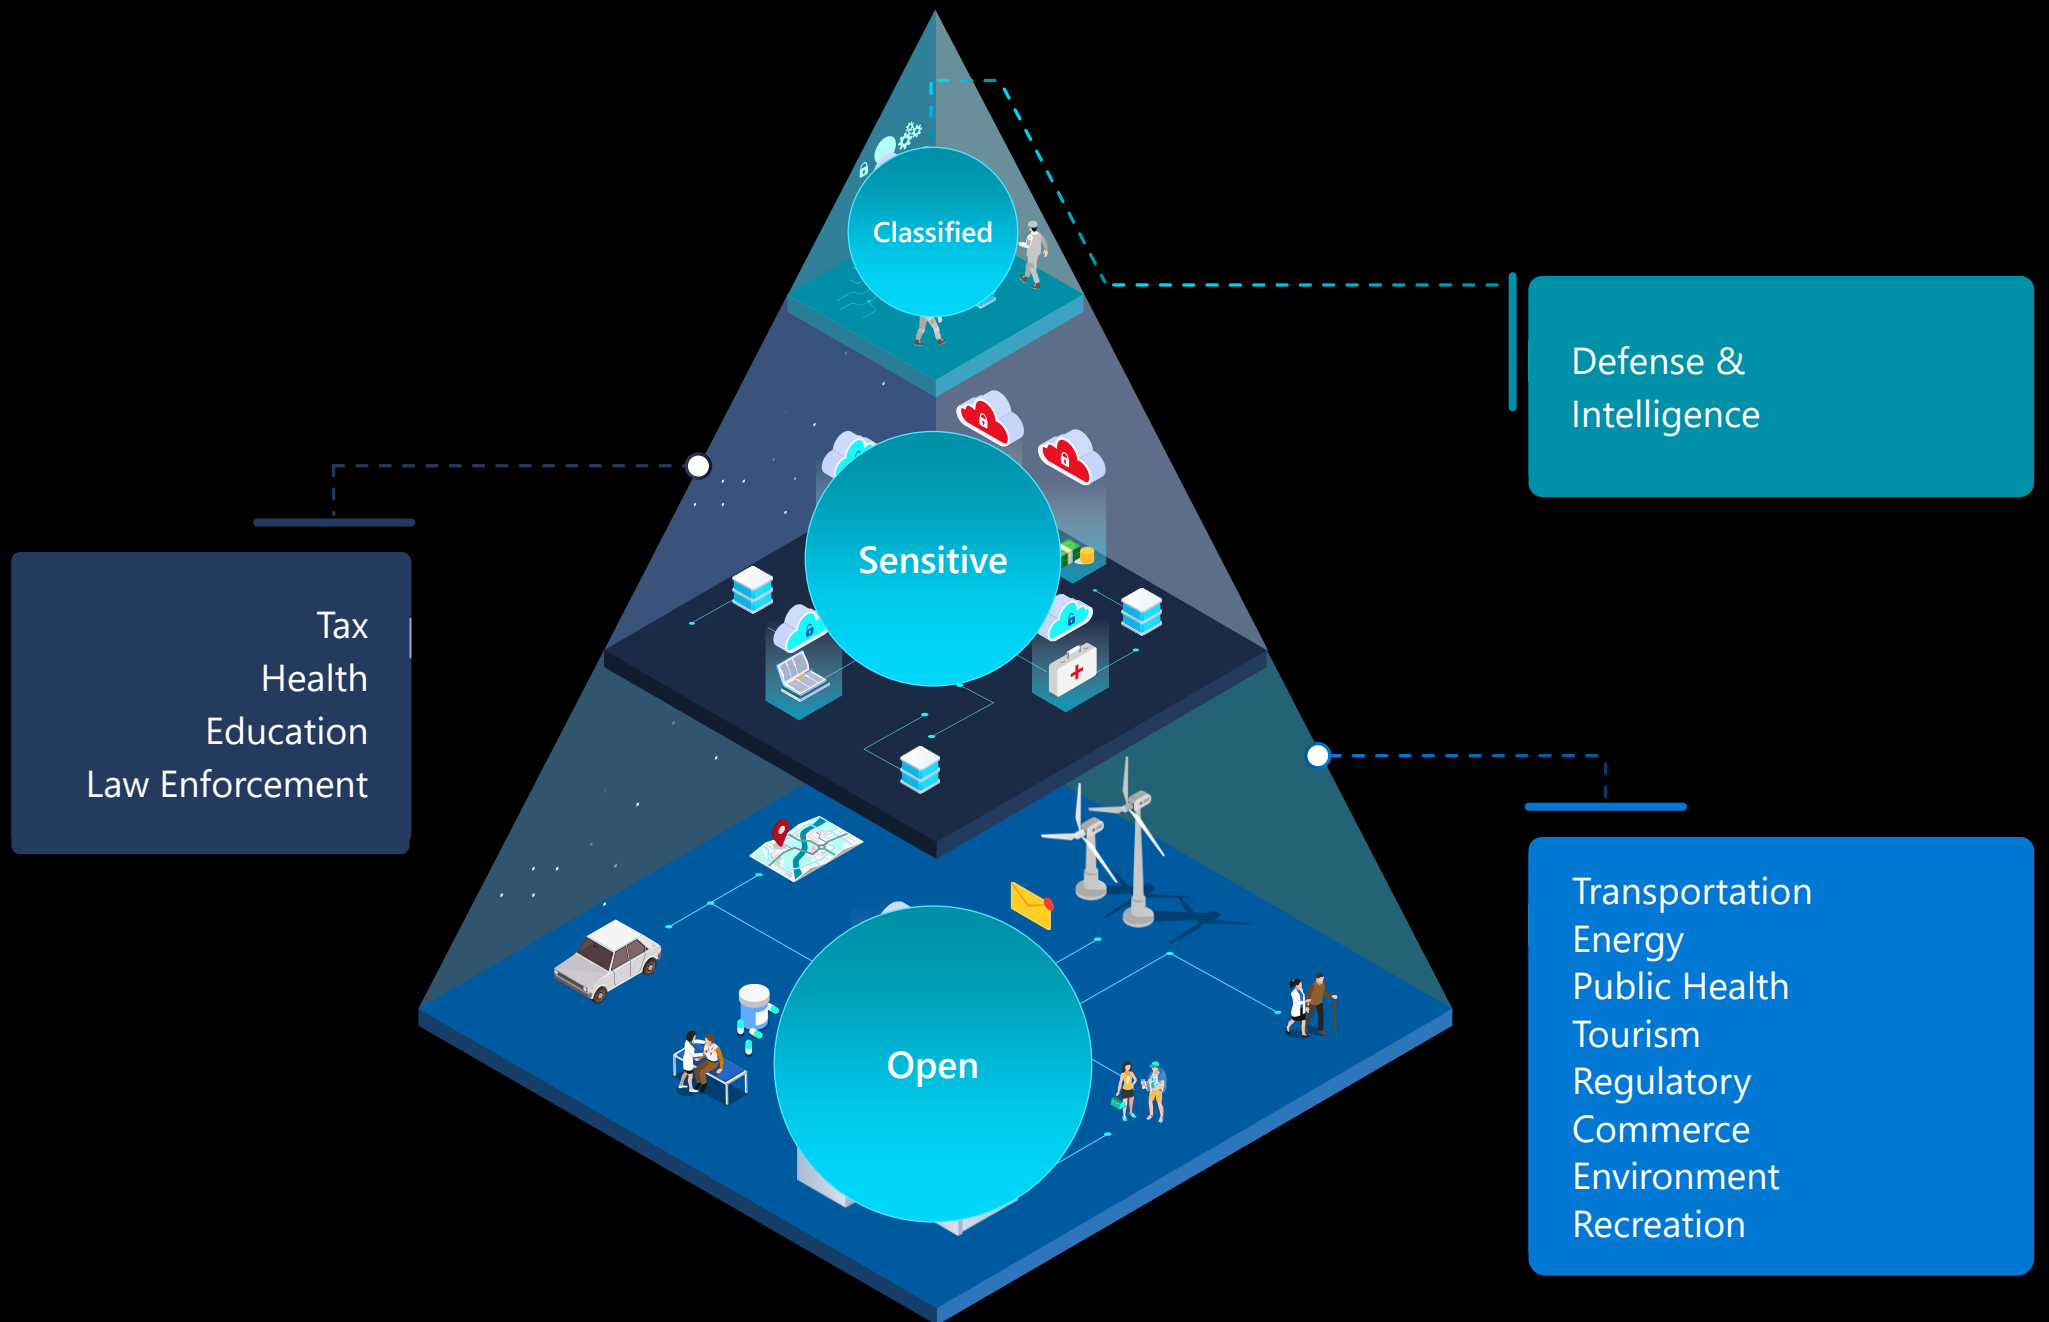 Classified
Defense &
Intelligence
Sensitive
Tax
Health
Education
Law Enforcement
Open
Transportation
Energy
Public Health
Tourism
Regulatory
Commerce
Environment
Recreation